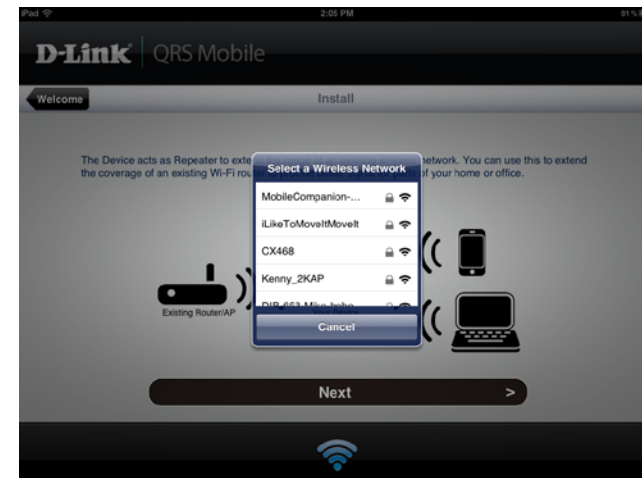 iPad
2:05 PM
91 %
D-Link QRS Mobile
Welcome
Install
The Device acts as Repeater to exte
network. You can use this to extend
the coverage of an existing Wi-Fi rou
of your home or office.
Select a Wireless Network
MobileCompanion-...
iLikeToMoveItMoveIt
CX468
Kenny_2KAP
Cancel
Existing Router/AP
Next >